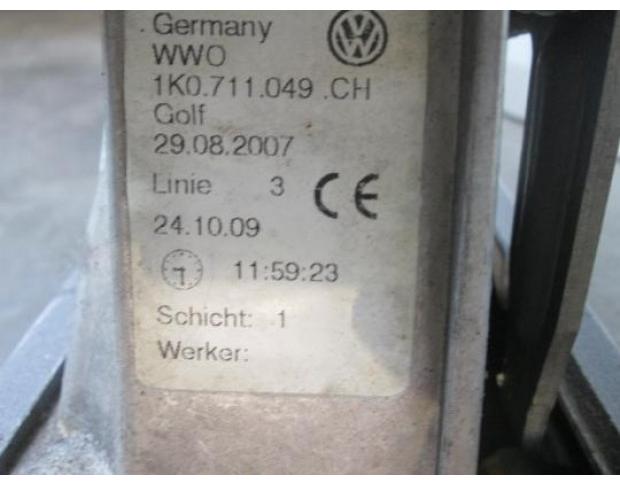 Germany
WWO
1K0.711.049 .CH
Golf
29.08.2007
Linie 3 CE
24.10.09
11:59:23
Schicht: 1
Werker: